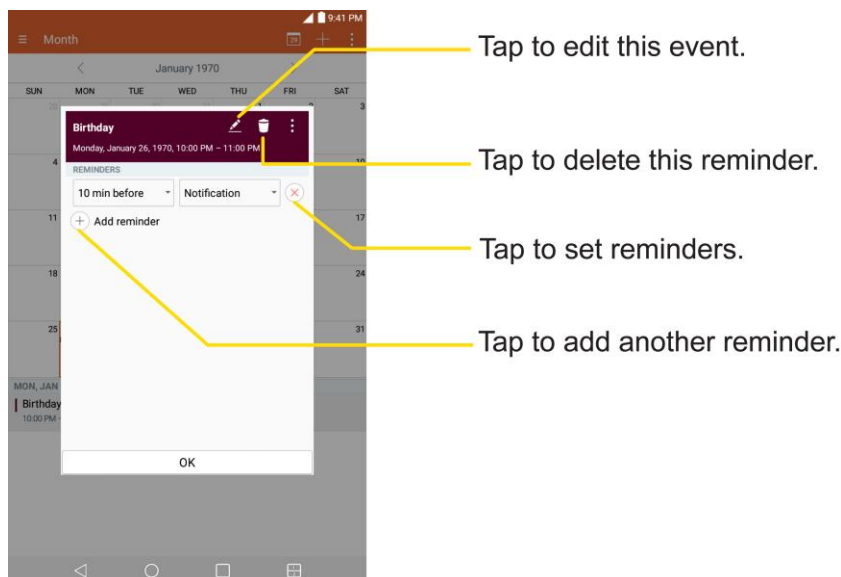 9:41 PM
Month
29
January 1970
SUN MON TUE WED THU FRI SAT
1 2 3
Birthday
Monday, January 26, 1970, 10:00 PM – 11:00 PM
4 10
REMINDERS
10 min before Notification
11 17
Add reminder
18 24
25 31
MON, JAN
Birthday
10:00 PM -
OK
Tap to edit this event.
Tap to delete this reminder.
Tap to set reminders.
Tap to add another reminder.